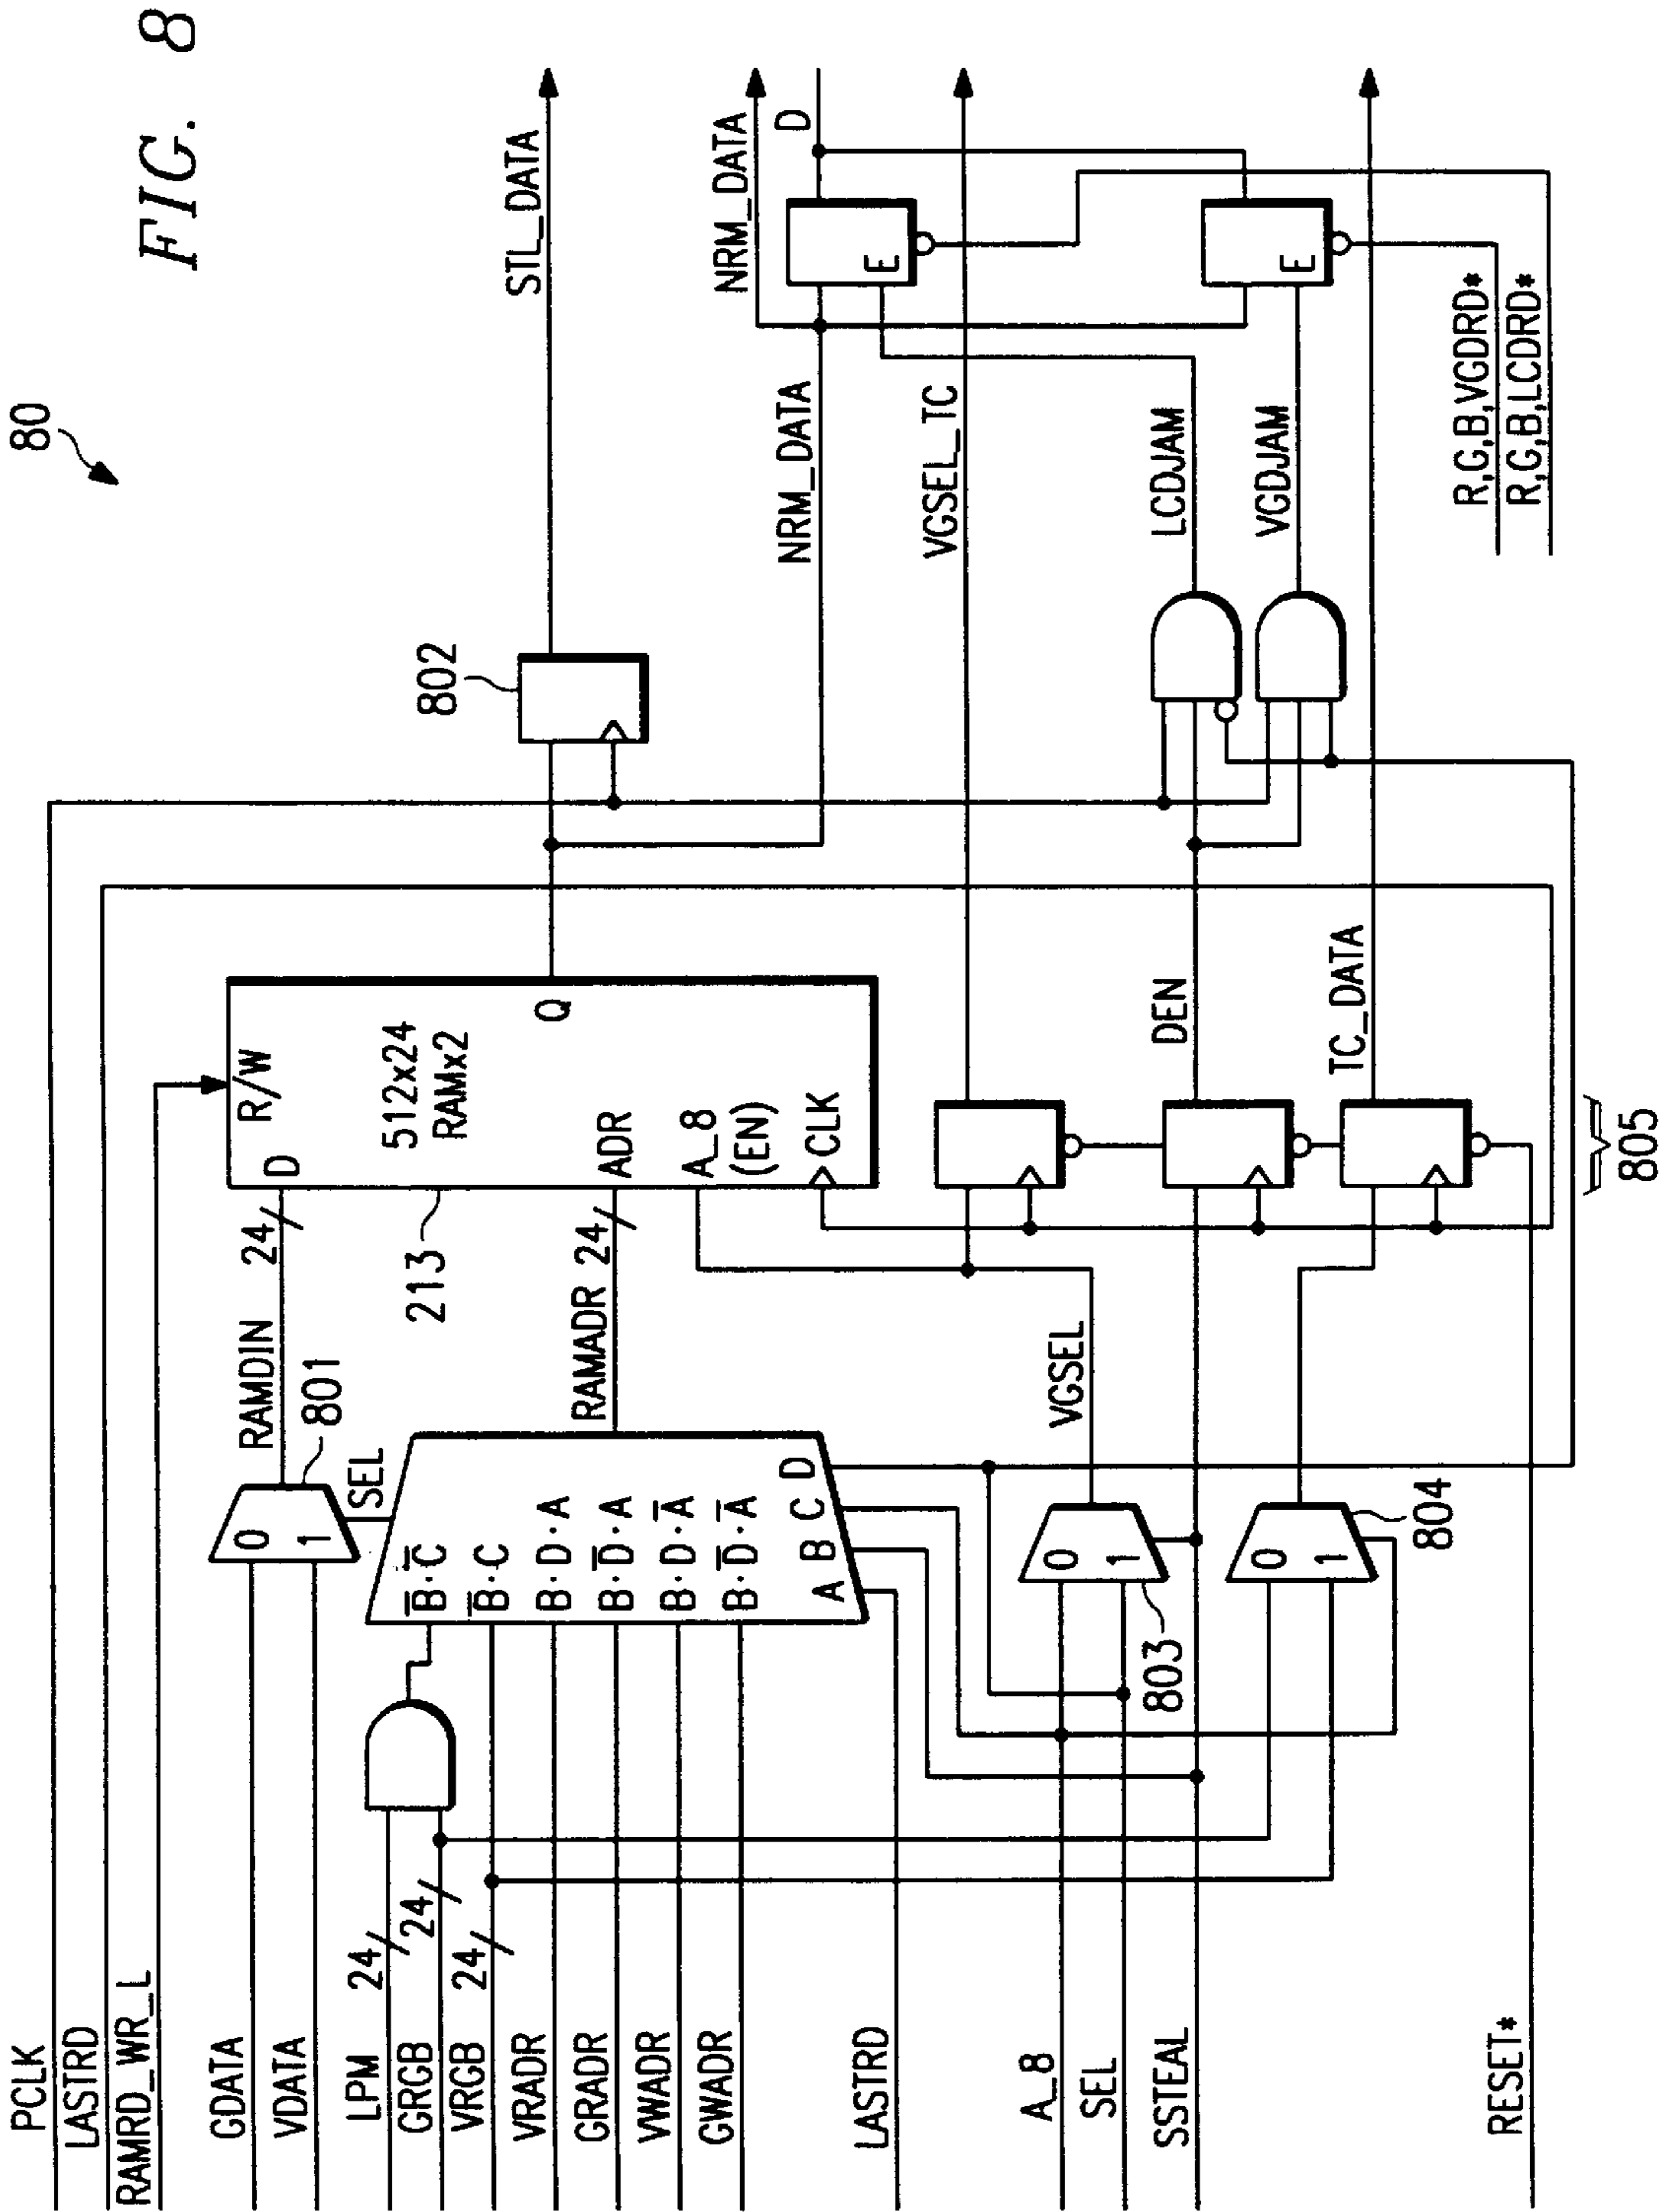 FIG. 8
80
PCLK
LASTRD
RAMRD_WR_L
GDATA
VDATA
LPM 24
GRGB 24
VRGB 24
VRADR
GRADR
VWADR
GWADR
LASTRD
A_8
SEL
SSTEAL
LRESET*
0
1
801
SEL
RAMDIN 24
B̅·C̅
B̅·C
B·D·A
B·D̅·A
B·D·A̅
B·D̅·A̅
A B C D
RAMADR 24
213
D
R/W
512x24
RAMx2
ADR
A_8
(EN)
CLK
Q
0
1
803
VGSEL
0
1
804
805
DEN
TC_DATA
802
STL_DATA
NRM_DATA
NRM_DATA
VGSEL_TC
LCDJAM
VGDJAM
E
D
E
R,G,B,VGDRD*
R,G,B,LCDRD*